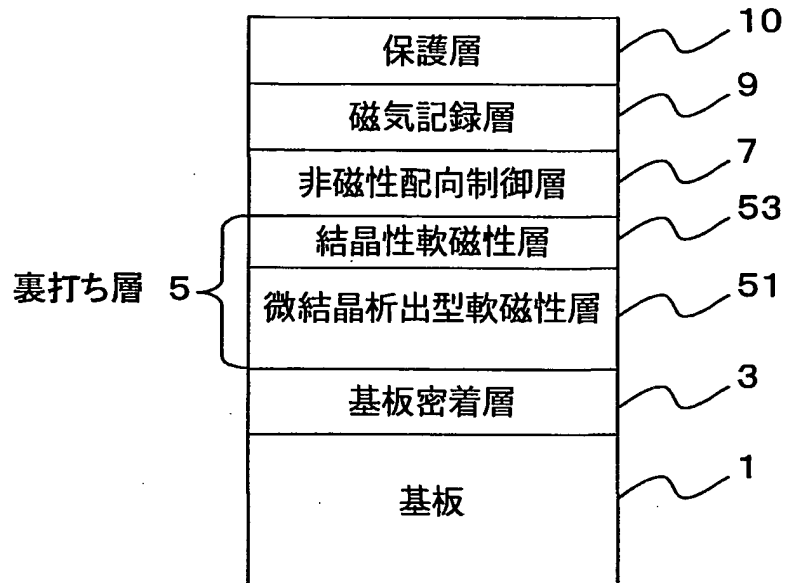 保護層 10
磁気記録層 9
非磁性配向制御層 7
結晶性軟磁性層 53
裏打ち層 5
微結晶析出型軟磁性層 51
基板密着層 3
基板 1